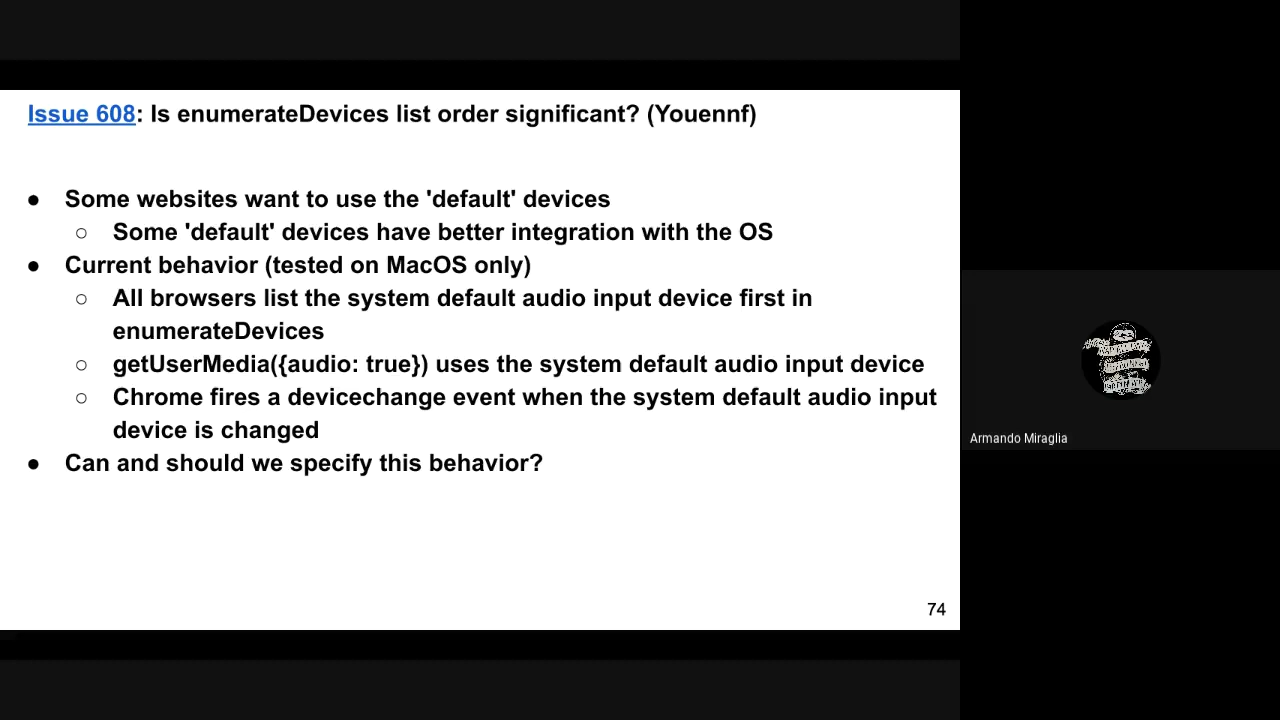 Issue 608: Is enumerateDevices list order significant? (Youennf)
● Some websites want to use the 'default' devices
○ Some 'default' devices have better integration with the OS
● Current behavior (tested on MacOS only)
○ All browsers list the system default audio input device first in
enumerateDevices
○ getUserMedia({audio: true}) uses the system default audio input device
○ Chrome fires a devicechange event when the system default audio input
device is changed
● Can and should we specify this behavior?
74
Armando Miraglia